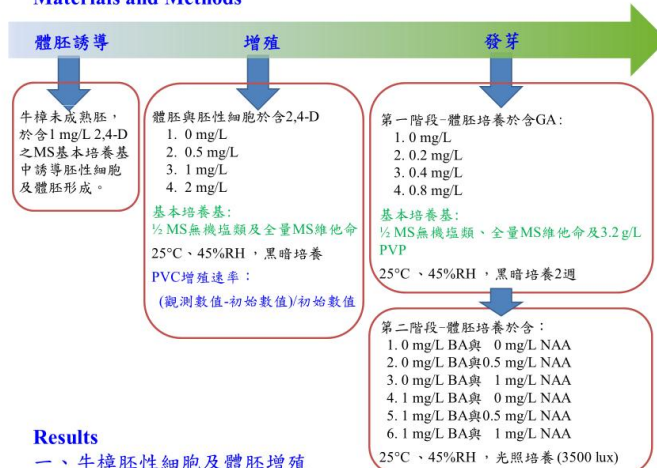 Materials and Methods
體胚誘導
增殖
發芽
牛樟未成熟胚，
於含1 mg/L 2,4-D
之MS基本培養基
中誘導胚性細胞
及體胚形成。
體胚與胚性細胞於含2,4-D
1. 0 mg/L
2. 0.5 mg/L
3. 1 mg/L
4. 2 mg/L
基本培養基:
½ MS無機塩類及全量MS維他命
25°C、45%RH ，黑暗培養
PVC增殖速率：
(觀測數值-初始數值)/初始數值
第一階段-體胚培養於含GA:
1. 0 mg/L
2. 0.2 mg/L
3. 0.4 mg/L
4. 0.8 mg/L
基本培養基:
½ MS無機塩類、全量MS維他命及3.2 g/L
PVP
25°C 、45%RH ，黑暗培養2週
第二階段-體胚培養於含：
1. 0 mg/L BA與 0 mg/L NAA
2. 0 mg/L BA與0.5 mg/L NAA
3. 0 mg/L BA與 1 mg/L NAA
4. 1 mg/L BA與 0 mg/L NAA
5. 1 mg/L BA與0.5 mg/L NAA
6. 1 mg/L BA與 1 mg/L NAA
25°C 、45%RH ，光照培養 (3500 lux)
Results
一、牛樟胚性細胞及體胚增殖